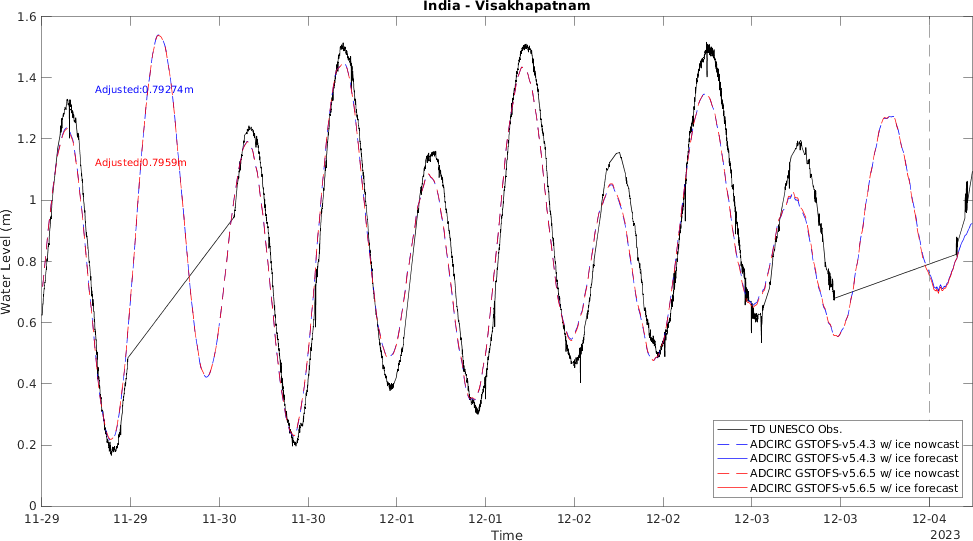 India - Visakhapatnam
1.6
1.4
1.2
1
0.8
0.6
0.4
0.2
0
Water Level (m)
Adjusted:0.79274m
Adjusted:0.7959m
TD UNESCO Obs.
ADCIRC GSTOFS-v5.4.3 w/ ice nowcast
ADCIRC GSTOFS-v5.4.3 w/ ice forecast
ADCIRC GSTOFS-v5.6.5 w/ ice nowcast
ADCIRC GSTOFS-v5.6.5 w/ ice forecast
11-29 11-29 11-30 11-30 12-01 12-01 12-02 12-02 12-03 12-03 12-04
Time
2023